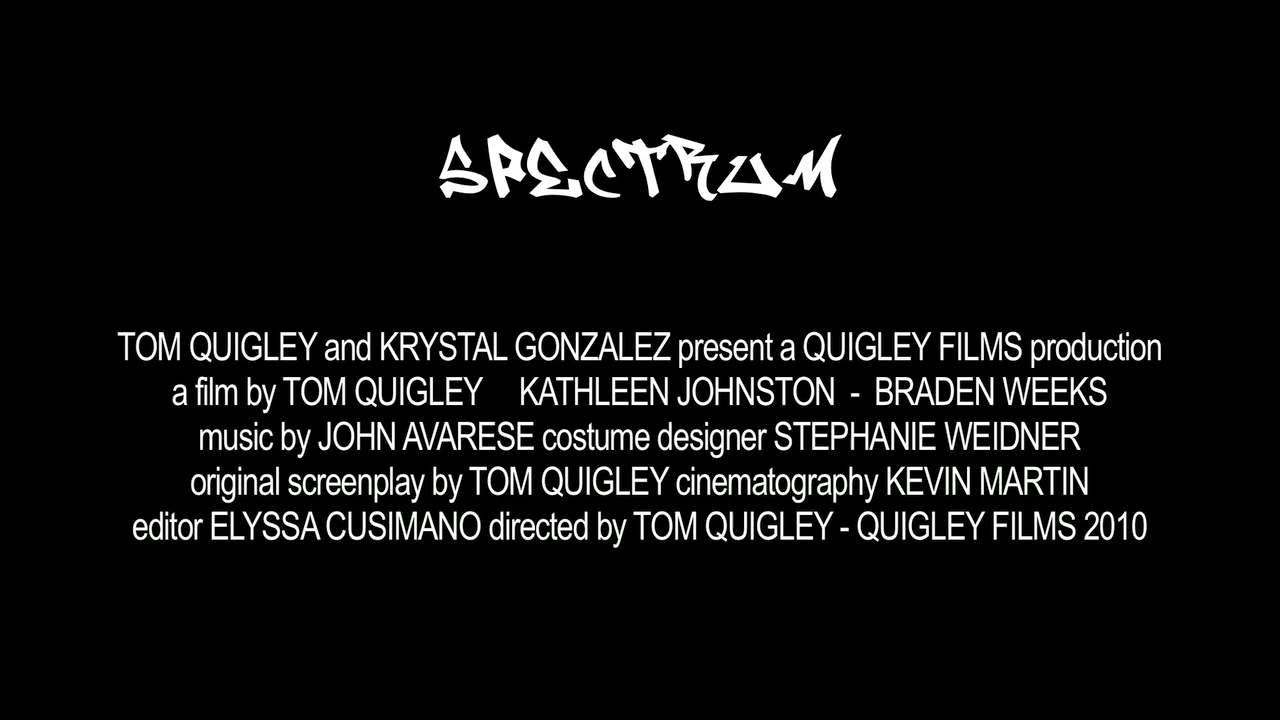 SPECTRUM
TOM QUIGLEY and KRYSTAL GONZALEZ present a QUIGLEY FILMS production
a film by TOM QUIGLEY KATHLEEN JOHNSTON - BRADEN WEEKS
music by JOHN AVARESE costume designer STEPHANIE WEIDNER
original screenplay by TOM QUIGLEY cinematography KEVIN MARTIN
editor ELYSSA CUSIMANO directed by TOM QUIGLEY - QUIGLEY FILMS 2010